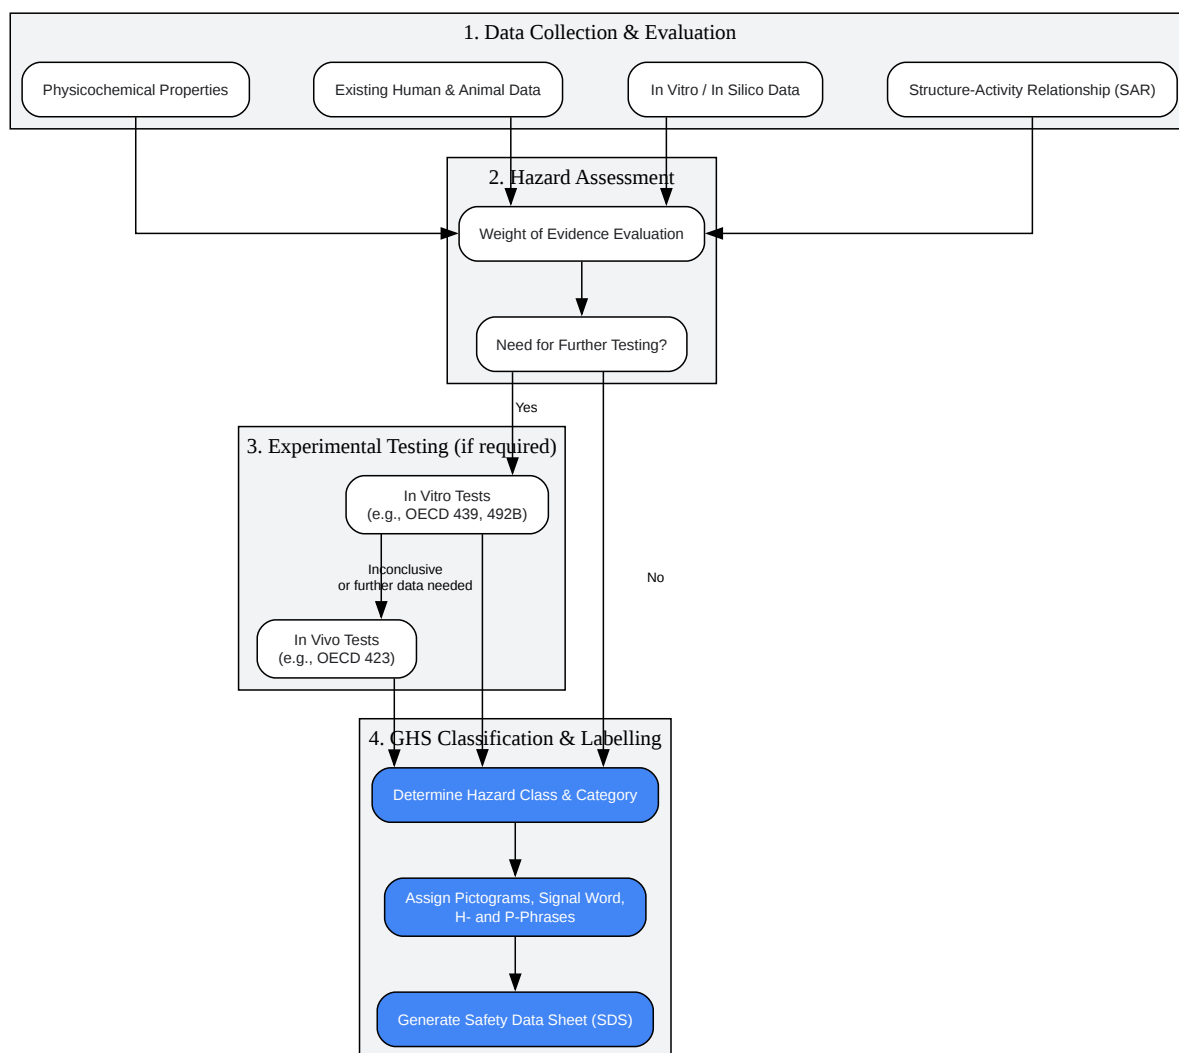 1. Data Collection & Evaluation
Physicochemical Properties
Existing Human & Animal Data
In Vitro / In Silico Data
Structure-Activity Relationship (SAR)
2. Hazard Assessment
Weight of Evidence Evaluation
Need for Further Testing?
Yes
3. Experimental Testing (if required)
In Vitro Tests
(e.g., OECD 439, 492B)
Inconclusive
or further data needed
No
In Vivo Tests
(e.g., OECD 423)
4. GHS Classification & Labelling
Determine Hazard Class & Category
Assign Pictograms, Signal Word,
H- and P-Phrases
Generate Safety Data Sheet (SDS)